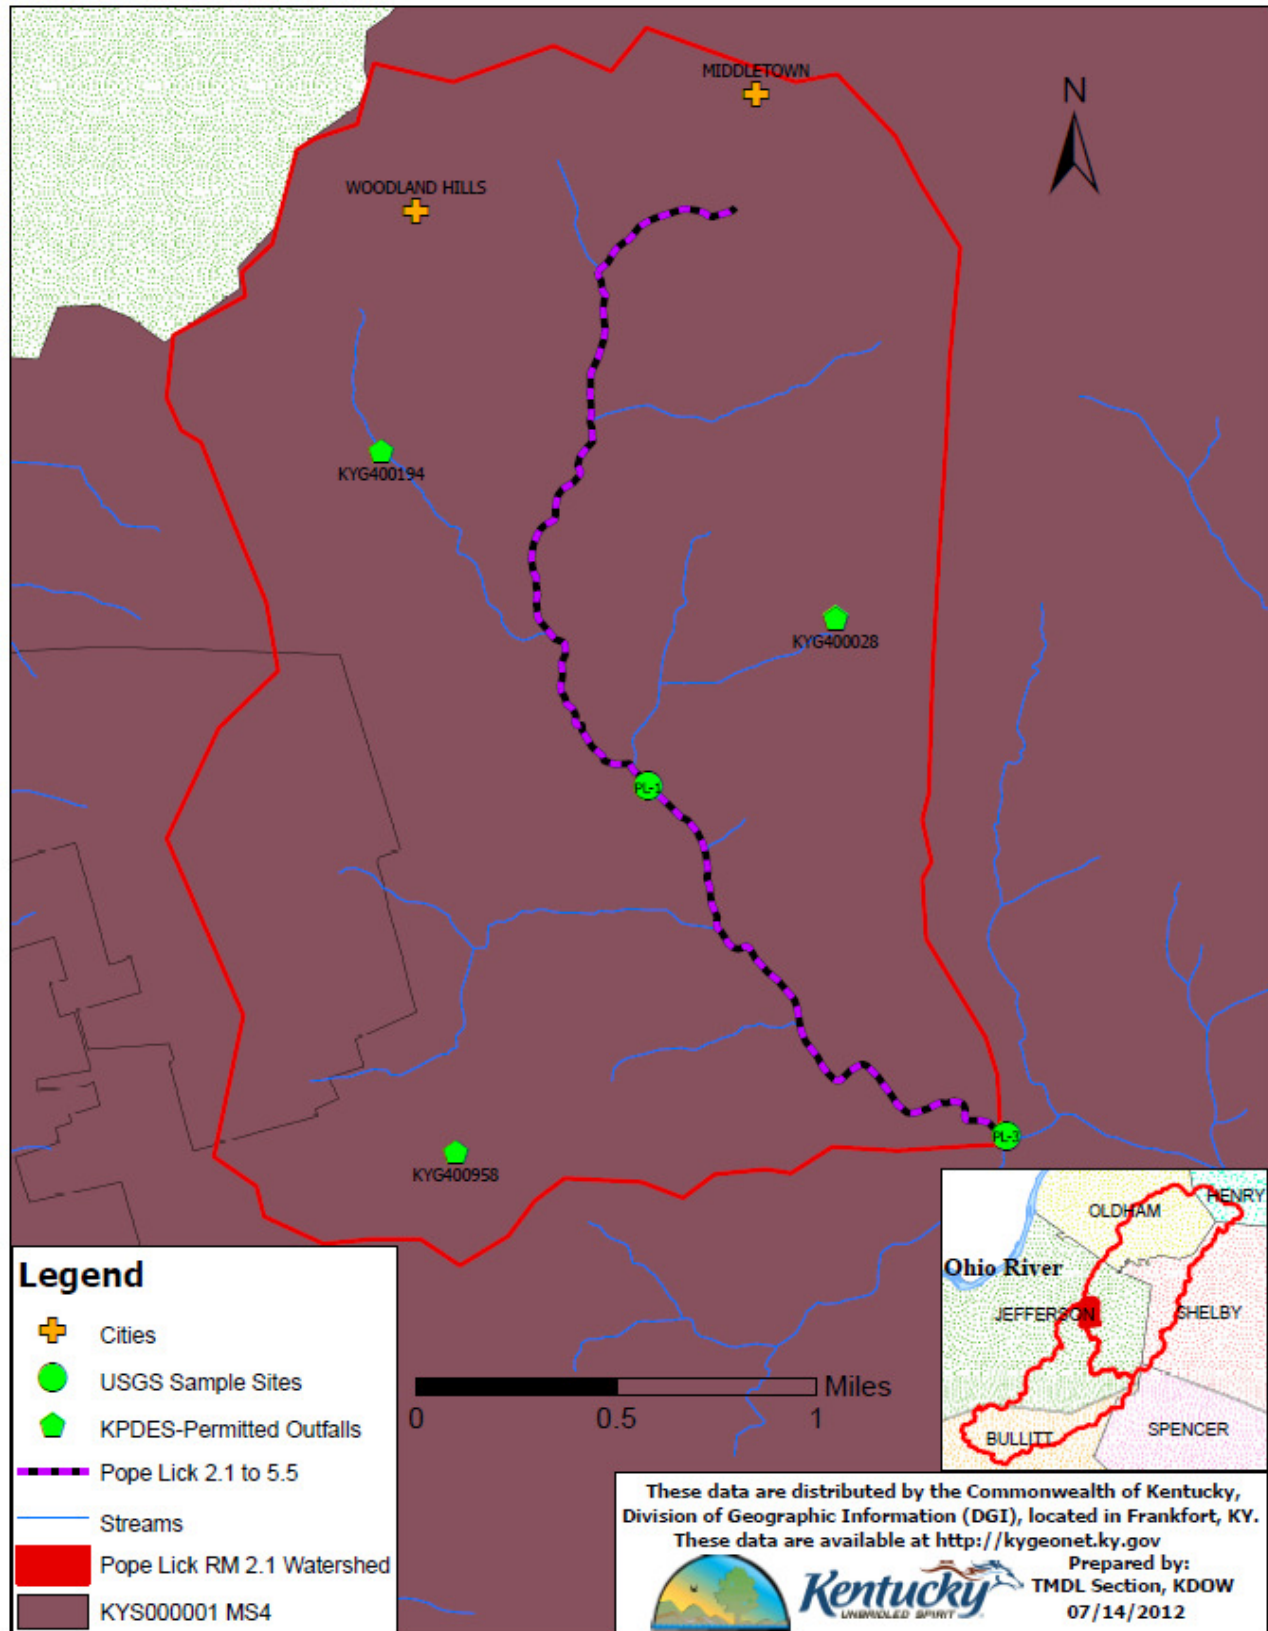 MIDDLETOWN
N
WOODLAND HILLS
KYG400194
KYG400028
PL-1
PL-3
KYG400958
Legend
Cities
USGS Sample Sites
KPDES-Permitted Outfalls
Pope Lick 2.1 to 5.5
Streams
Pope Lick RM 2.1 Watershed
KYS000001 MS4
Miles
0 0.5 1
HENRY
OLDHAM
Ohio River
JEFFERSON
SHELBY
BULLITT
SPENCER
These data are distributed by the Commonwealth of Kentucky,
Division of Geographic Information (DGI), located in Frankfort, KY.
These data are available at http://kygeonet.ky.gov
Prepared by:
TMDL Section, KDOW
07/14/2012
Kentucky
UNBRIDLED SPIRIT